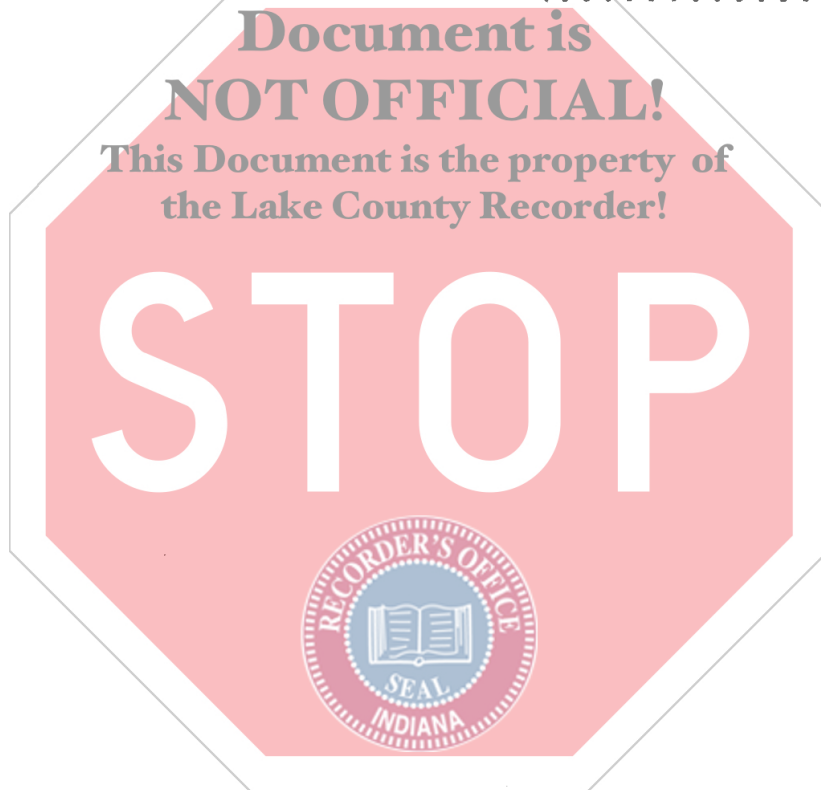 Document is
NOT OFFICIAL!
This Document is the property of
the Lake County Recorder!
STOP
RECORDER'S OFFICE
SEAL
INDIANA